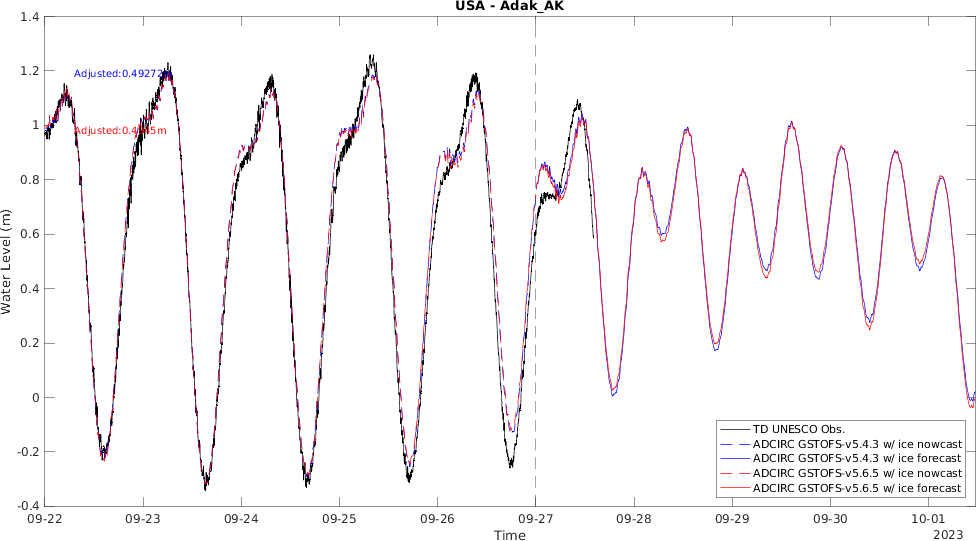 USA - Adak_AK
1.4
1.2
1
0.8
0.6
0.4
0.2
0
-0.2
-0.4
Water Level (m)
Adjusted:0.49272
Adjusted:0.4
5m
09-22
09-23
09-24
09-25
09-26
09-27
09-28
09-29
09-30
10-01
Time
2023
TD UNESCO Obs.
ADCIRC GSTOFS-v5.4.3 w/ ice nowcast
ADCIRC GSTOFS-v5.4.3 w/ ice forecast
ADCIRC GSTOFS-v5.6.5 w/ ice nowcast
ADCIRC GSTOFS-v5.6.5 w/ ice forecast